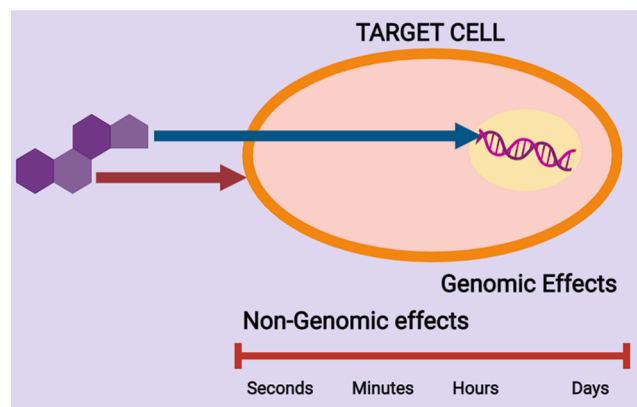 TARGET CELL
Genomic Effects
Non-Genomic effects
Seconds Minutes Hours Days